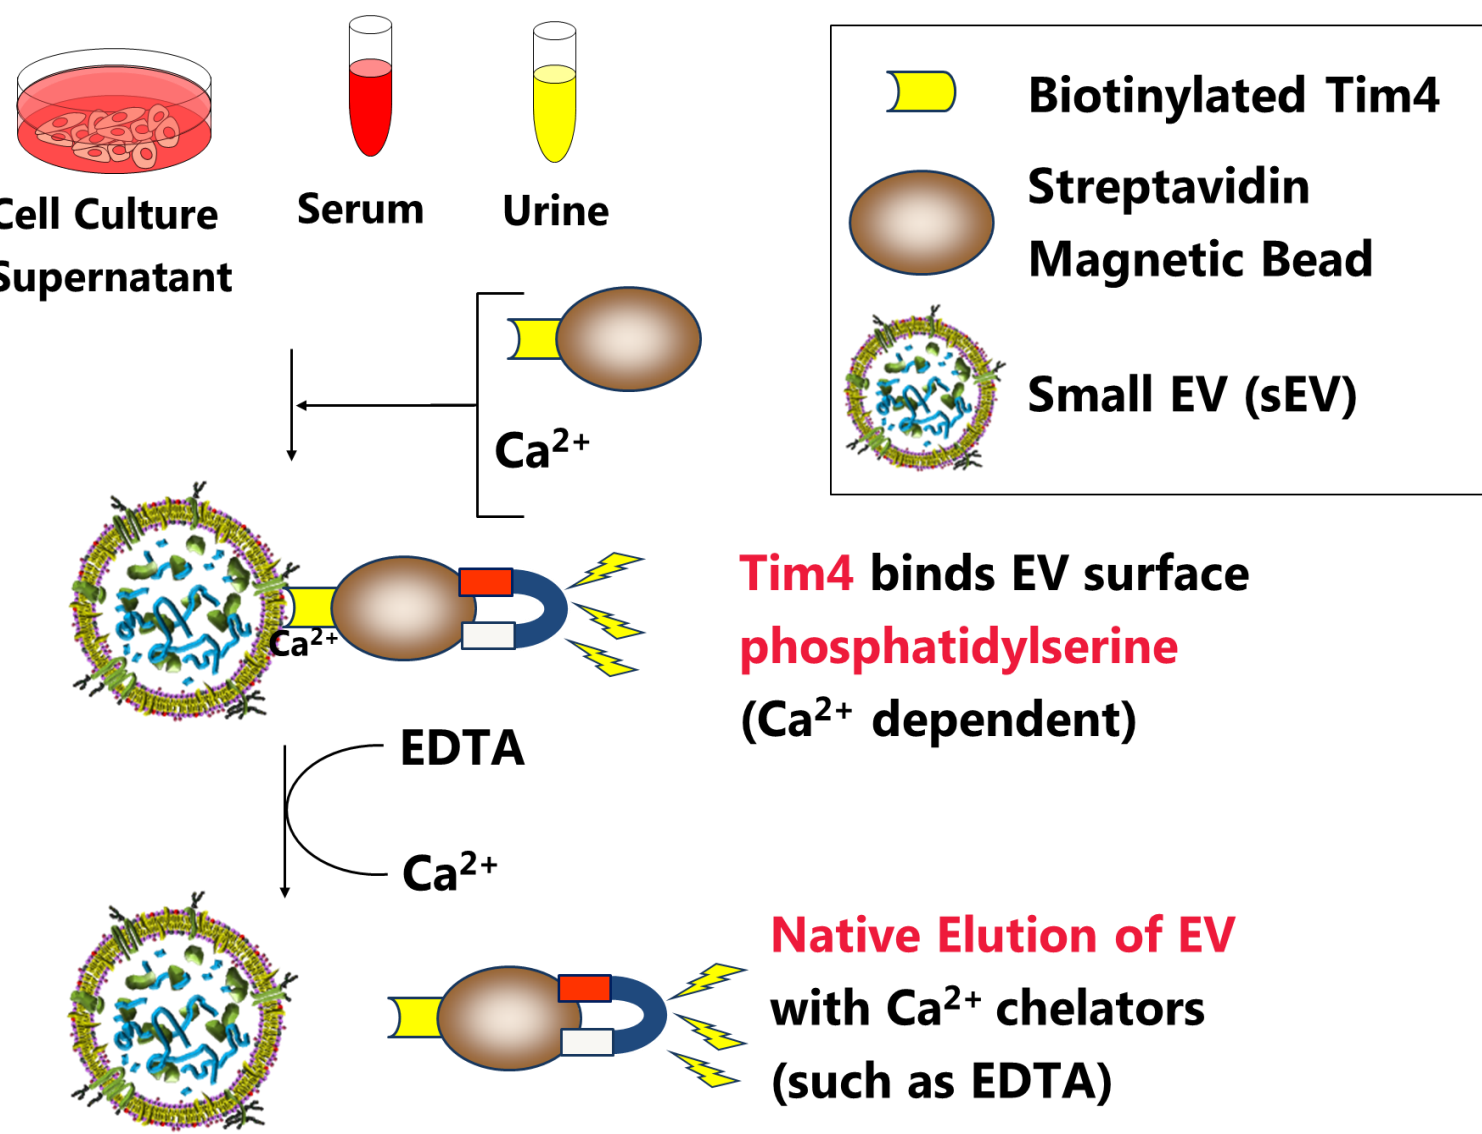 Cell Culture
Supernatant
Serum
Urine
Biotinylated Tim4
Streptavidin
Magnetic Bead
Small EV (sEV)
Ca²⁺
Ca²⁺
Tim4 binds EV surface
phosphatidylserine
(Ca²⁺ dependent)
EDTA
Ca²⁺
Native Elution of EV
with Ca²⁺ chelators
(such as EDTA)